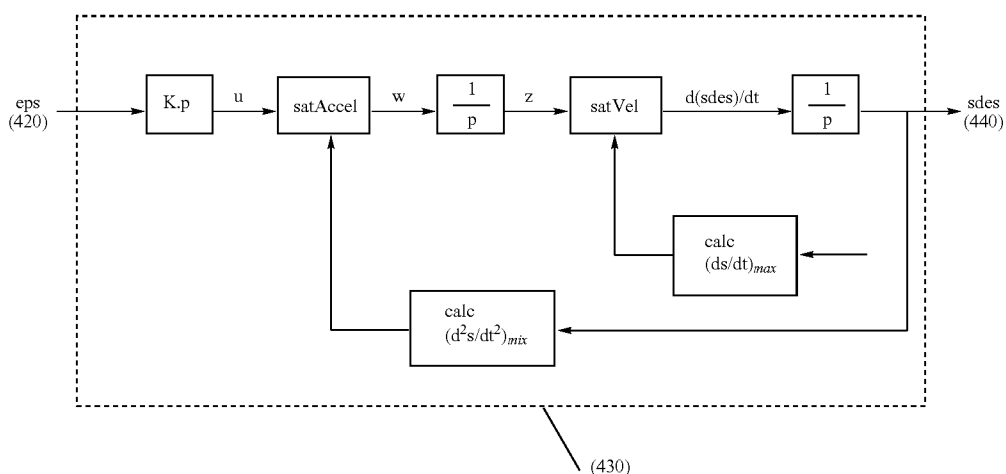 eps
(420)
K.p
u
satAccel
w
1
p
z
satVel
d(sdes)/dt
1
p
sdes
(440)
calc
(ds/dt)max
calc
(d²s/dt²)mix
(430)